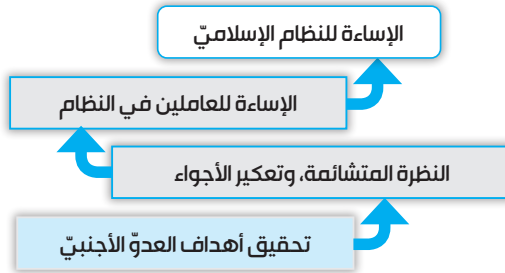 الإساءة للنظام الإسلاميّ
الإساءة للعاملين في النظام
النظرة المتشائمة، وتعكير الأجواء
تحقيق أهداف العدوّ الأجنبيّ